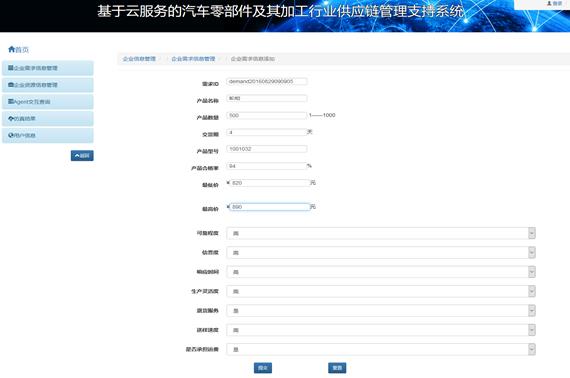 基于云服务的汽车零部件及其加工行业供应链管理支持系统
登录
首页
企业需求信息管理
企业资源信息管理
Agent交互查询
仿真结果
用户信息
返回
企业信息管理 / 企业需求信息管理 / 企业需求信息添加
需求ID demand20160829090905
产品名称
产品数量 500 1——1000
交货期 4 天
产品型号 1001032
产品合格率 94 %
最低价 ¥ 820 元
最高价 ¥ 890 元
可靠程度 高
信誉度 高
响应时间 高
生产灵活度 高
退货服务 是
送样速度 高
是否承担运费 是
提交 重置